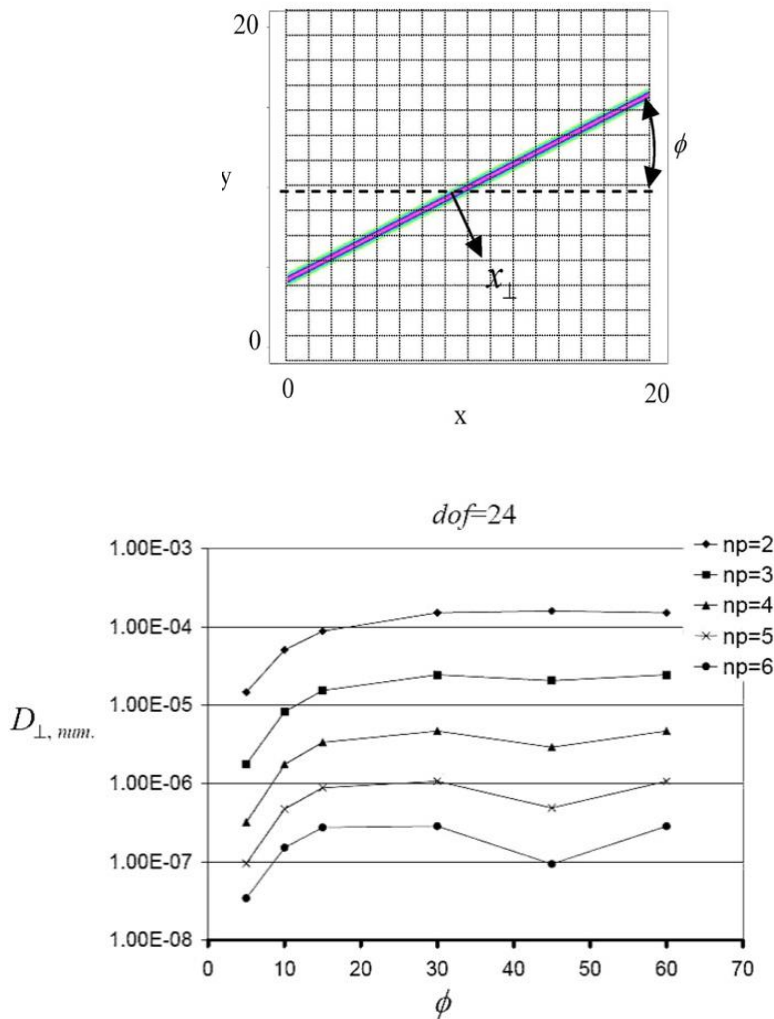 20
y
ϕ
x⊥
0
0
20
x
dof=24
1.00E-03
1.00E-04
1.00E-05
1.00E-06
1.00E-07
1.00E-08
D⊥, num.
0 10 20 30 40 50 60 70
ϕ
np=2
np=3
np=4
np=5
np=6